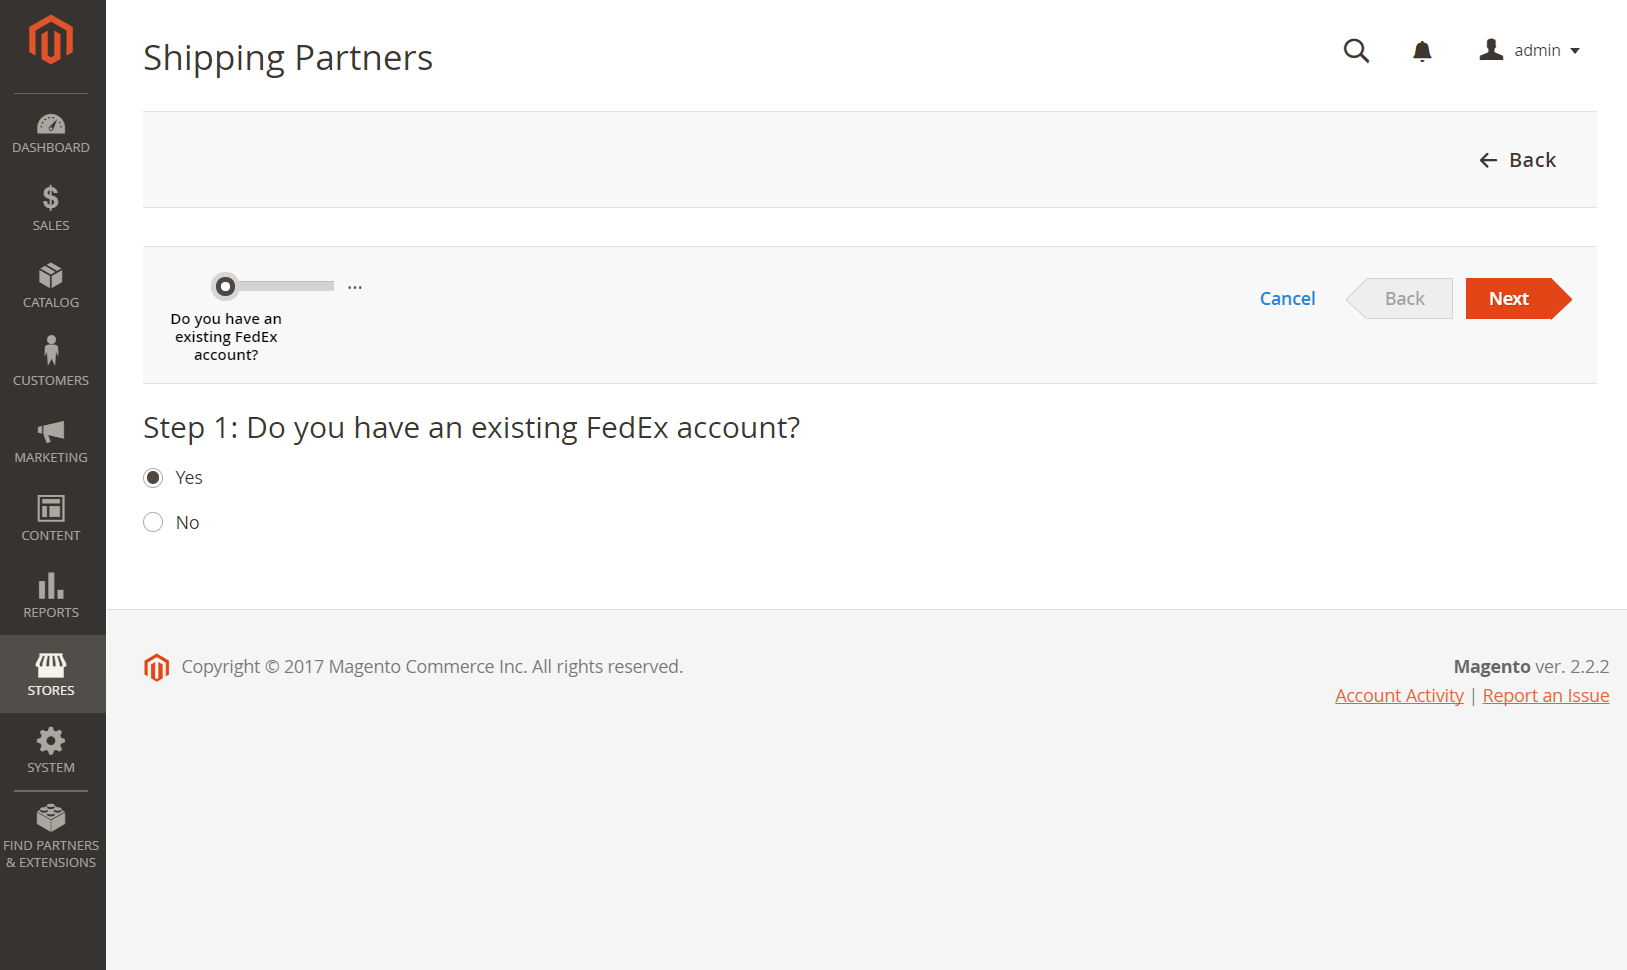 Shipping Partners
admin
Back
Do you have an
existing FedEx
account?
...
Cancel
Back
Next
Step 1: Do you have an existing FedEx account?
Yes
No
DASHBOARD
SALES
CATALOG
CUSTOMERS
MARKETING
CONTENT
REPORTS
STORES
SYSTEM
FIND PARTNERS
& EXTENSIONS
Copyright © 2017 Magento Commerce Inc. All rights reserved.
Magento ver. 2.2.2
Account Activity | Report an Issue